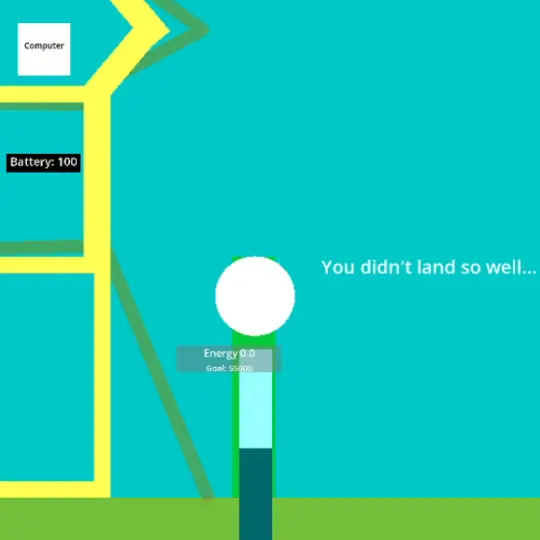 Computer
Battery: 100
You didn't land so well...
Energy 0.0
Goal: 55000